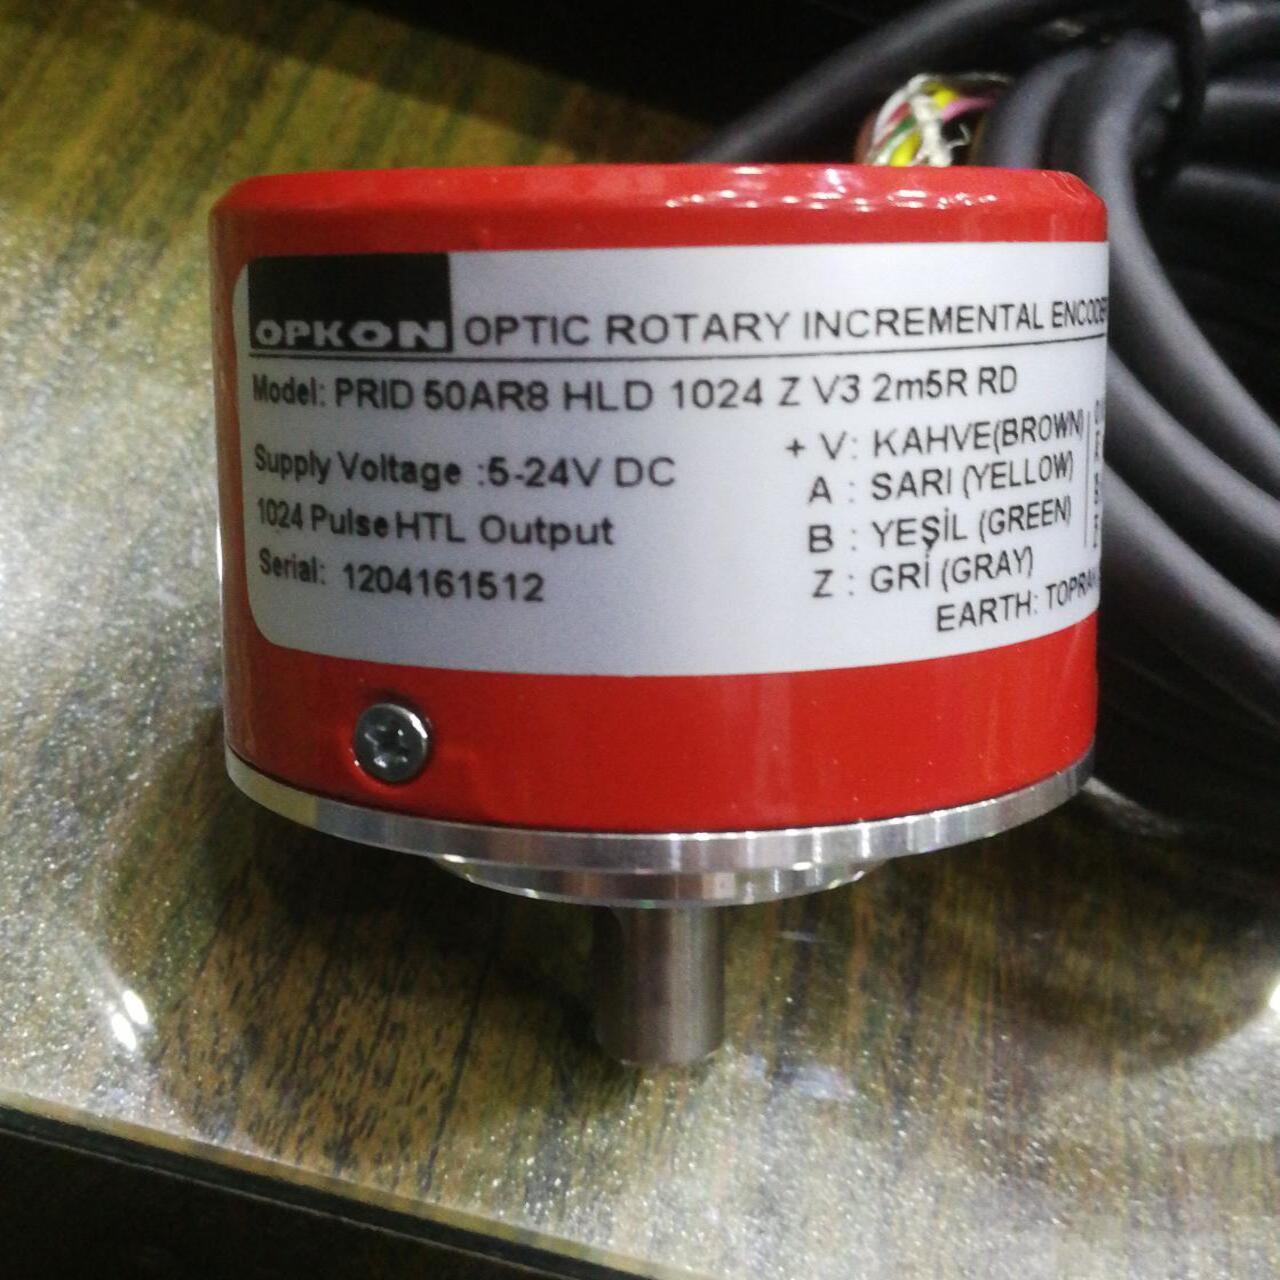 OPKON OPTIC ROTARY INCREMENTAL ENCODER
Model: PRID 50AR8 HLD 1024 Z V3 2m5R RD
Supply Voltage :5-24V DC
1024 Pulse HTL Output
Serial: 1204161512
+ V: KAHVE(BROWN)
A : SARI (YELLOW)
B : YEŞİL (GREEN)
Z : GRİ (GRAY)
EARTH: